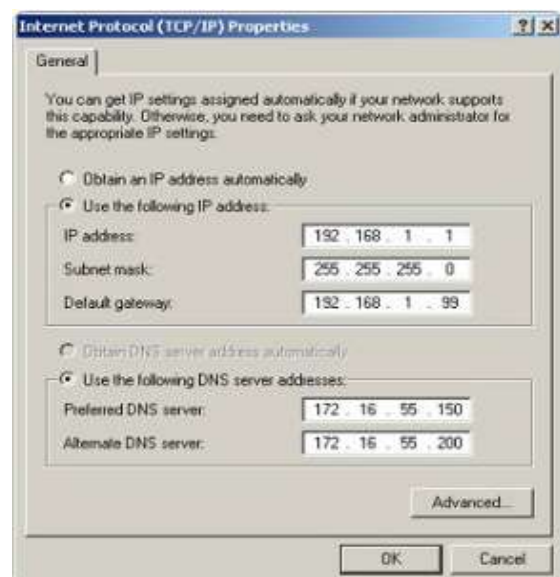 Internet Protocol (TCP/IP) Properties
General
You can get IP settings assigned automatically if your network supports
this capability. Otherwise, you need to ask your network administrator for
the appropriate IP settings.
Obtain an IP address automatically
Use the following IP address:
IP address: 192 . 168 . 1 . 1
Subnet mask: 255 . 255 . 255 . 0
Default gateway: 192 . 168 . 1 . 99
Obtain DNS server address automatically
Use the following DNS server addresses:
Preferred DNS server: 172 . 16 . 55 . 150
Alternate DNS server: 172 . 16 . 55 . 200
Advanced...
OK Cancel